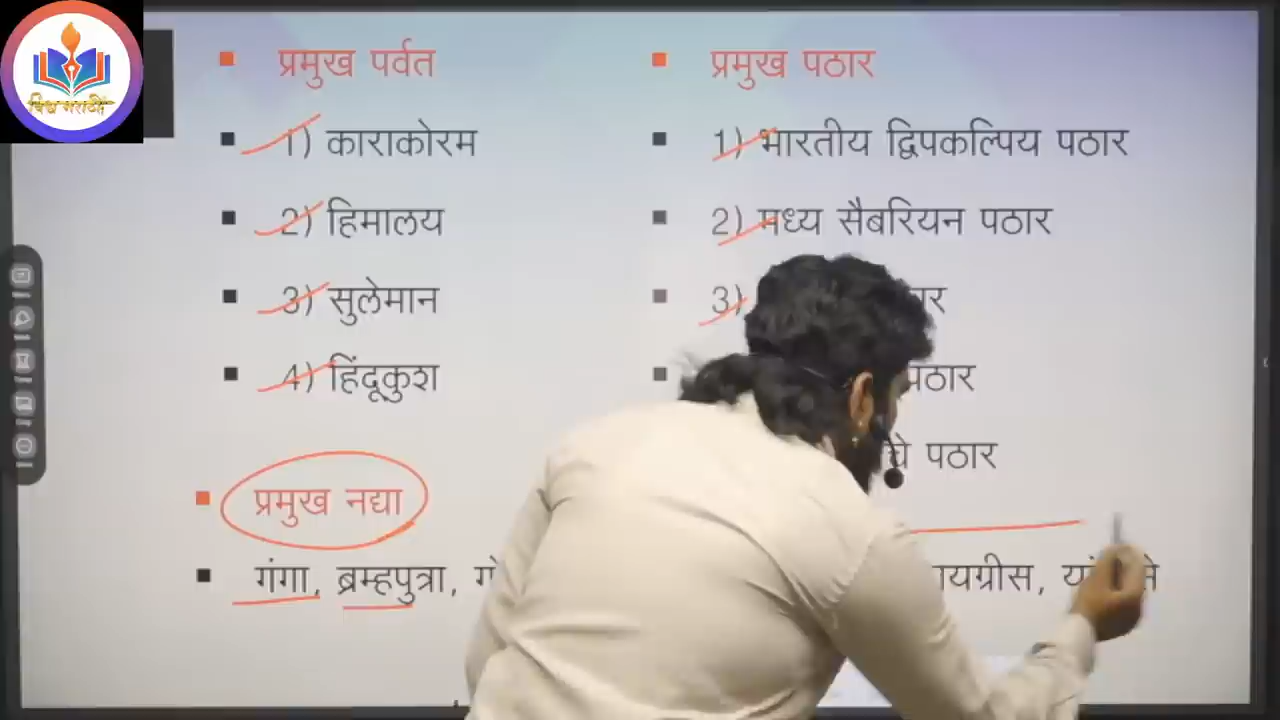 विश्व मराठी
प्रमुख पर्वत
1) काराकोरम
2) हिमालय
3) सुलेमान
4) हिंदूकुश
प्रमुख पठार
1) भारतीय द्विपकल्पिय पठार
2) मध्य सैबरियन पठार
3)
पठार
पठार
प्रमुख नद्या
गंगा, ब्रम्हपुत्रा,